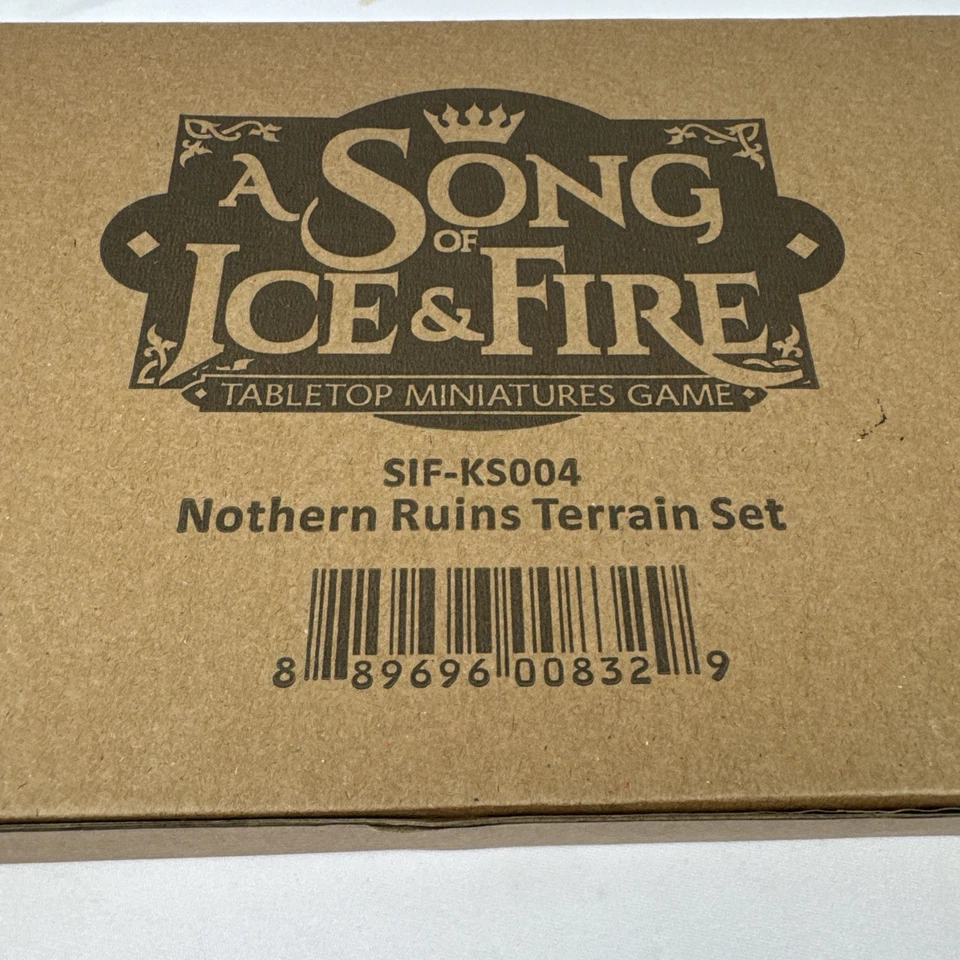 A SONG
OF
ICE & FIRE
TABLETOP MINIATURES GAME
SIF-KS004
Nothern Ruins Terrain Set
8 89696 00832 9